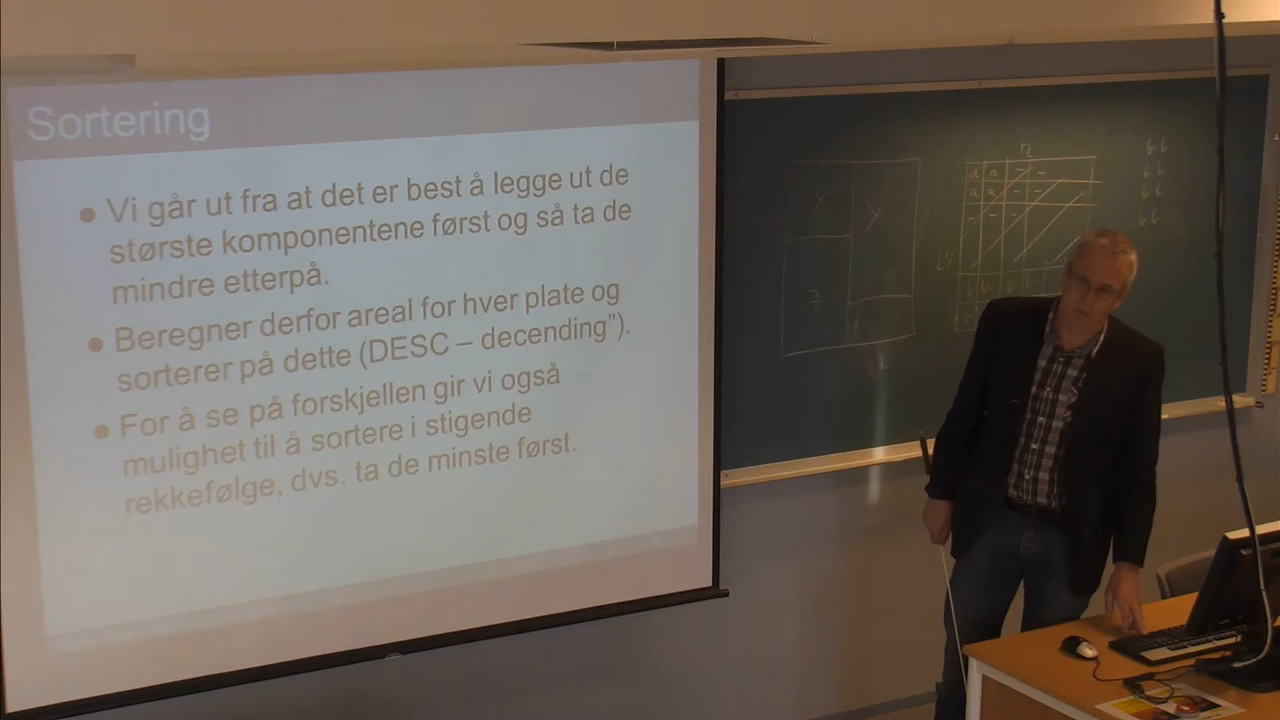 Sortering
● Vi går ut fra at det er best å legge ut de
største komponentene først og så ta de
mindre etterpå.
● Beregner derfor areal for hver plate og
sorterer på dette (DESC – decending”).
● For å se på forskjellen gir vi også
mulighet til å sortere i stigende
rekkefølge, dvs. ta de minste først.
X
Y
a a - -
a a - -
- - -
b b
b b
b b
b b